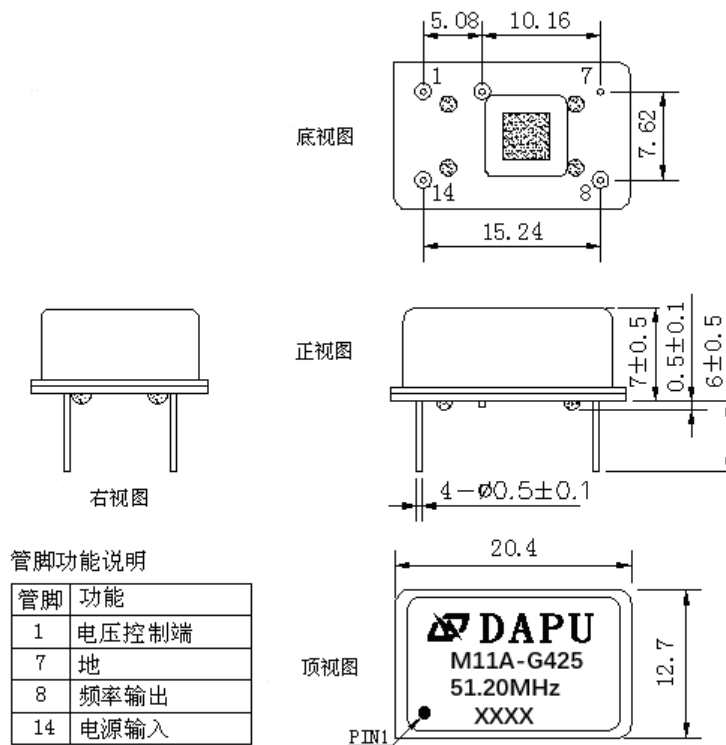 5.08 10.16
1 7
底视图
7.62
14 8
15.24
正视图
7±0.5
0.5±0.1
6±0.5
右视图
4-Ø0.5±0.1
管脚功能说明
管脚 功能
1 电压控制端
7 地
8 频率输出
14 电源输入
20.4
顶视图
DAPU
M11A-G425
51.20MHz
XXXX
12.7
PIN1